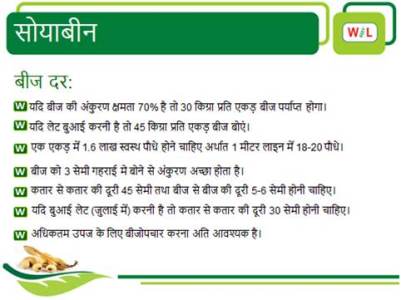 सोयाबीन
WiL
बीज दर:
यदि बीज की अंकुरण क्षमता 70% है तो 30 किग्रा प्रति एकड़ बीज पर्याप्त होगा।
यदि लेट बुआई करनी है तो 45 किग्रा प्रति एकड़ बीज बोएं।
एक एकड़ में 1.6 लाख स्वस्थ पौधे होने चाहिए अर्थात 1 मीटर लाइन में 18-20 पौधे।
बीज को 3 सेमी गहराई मे बोने से अंकुरण अच्छा होता है।
कतार से कतार की दूरी 45 सेमी तथा बीज से बीज की दूरी 5-6 सेमी होनी चाहिए।
यदि बुआई लेट (जुलाई में) करनी है तो कतार से कतार की दूरी 30 सेमी होनी चाहिए।
अधिकतम उपज के लिए बीजोपचार करना अति आवश्यक है।